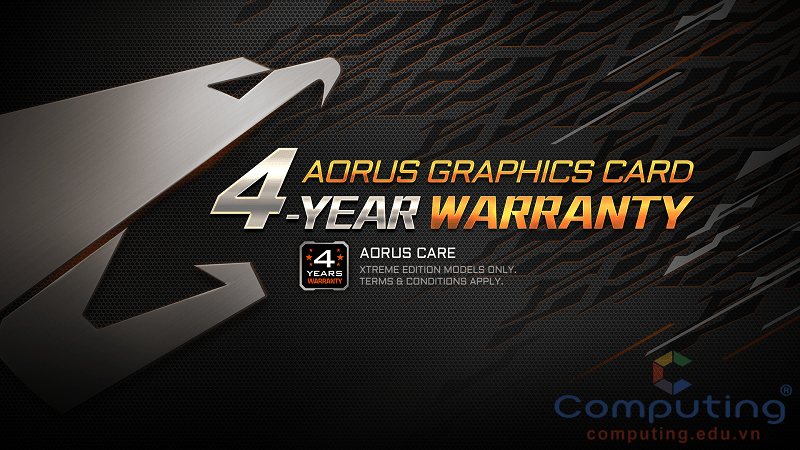 4-YEAR WARRANTY
AORUS GRAPHICS CARD
4
YEARS
WARRANTY
AORUS CARE
XTREME EDITION MODELS ONLY.
TERMS & CONDITIONS APPLY.
Computing®
computing.edu.vn